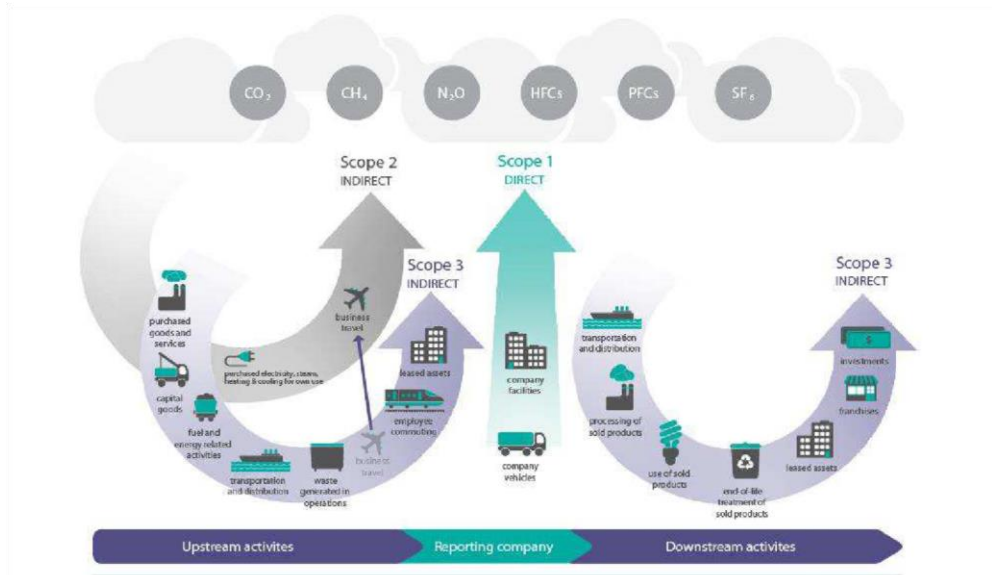 CO2
CH4
N2O
HFCs
PFCs
SF6
Scope 2
INDIRECT
Scope 1
DIRECT
Scope 3
INDIRECT
Scope 3
INDIRECT
purchased
goods and
services
capital
goods
fuel and
energy related
activities
transportation
and distribution
waste
generated in
operations
business
travel
employee
commuting
leased assets
business
travel
purchased electricity, steam,
heating & cooling for own use
company
facilities
company
vehicles
transportation
and distribution
processing of
sold products
use of sold
products
end-of-life
treatment of
sold products
leased assets
franchises
investments
Upstream activites
Reporting company
Downstream activites